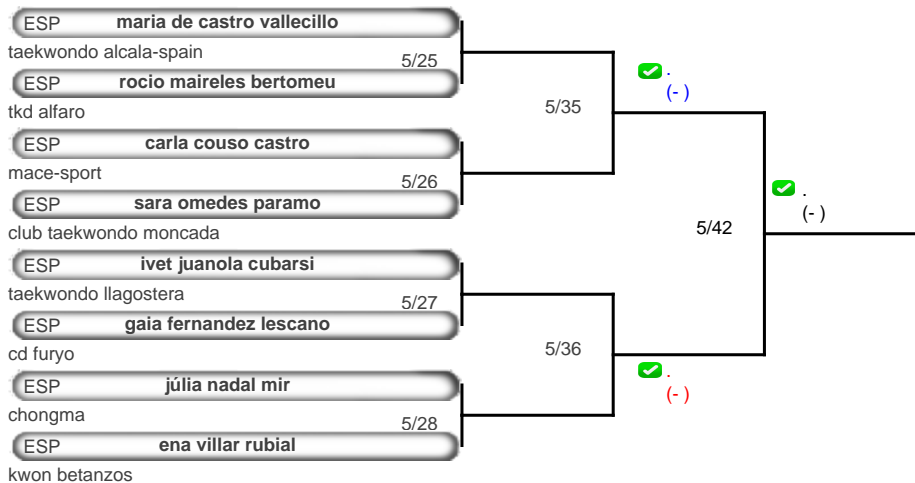 ESP maria de castro vallecillo
taekwondo alcala-spain
5/25
ESP rocio maireles bertomeu
tkd alfaro
ESP carla couso castro
mace-sport
5/26
ESP sara omedes paramo
club taekwondo moncada
ESP ivet juanola cubarsi
taekwondo llagostera
5/27
ESP gaia fernandez lescano
cd furyo
ESP júlia nadal mir
chongma
5/28
ESP ena villar rubial
kwon betanzos
5/35
.
(- )
5/36
.
(- )
5/42
.
(- )